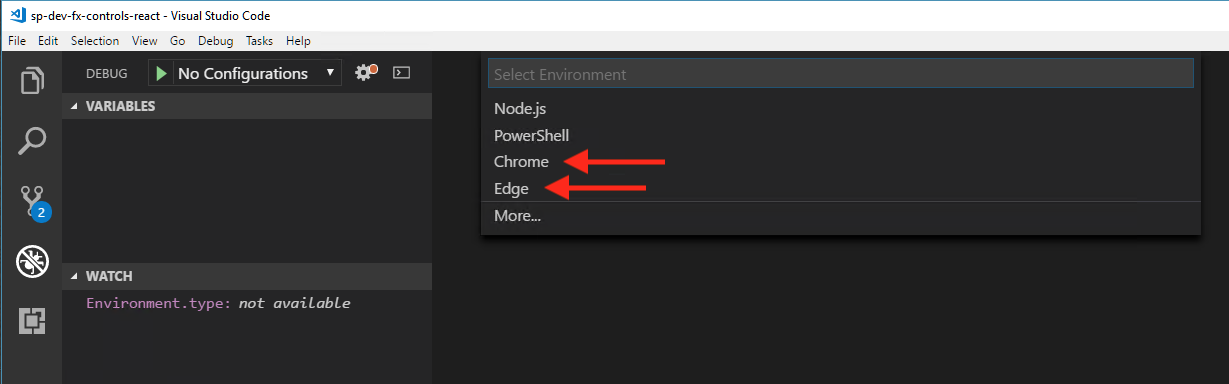 sp-dev-fx-controls-react - Visual Studio Code
File Edit Selection View Go Debug Tasks Help
DEBUG No Configurations
VARIABLES
2
WATCH
Environment.type: not available
Select Environment
Node.js
PowerShell
Chrome
Edge
More...